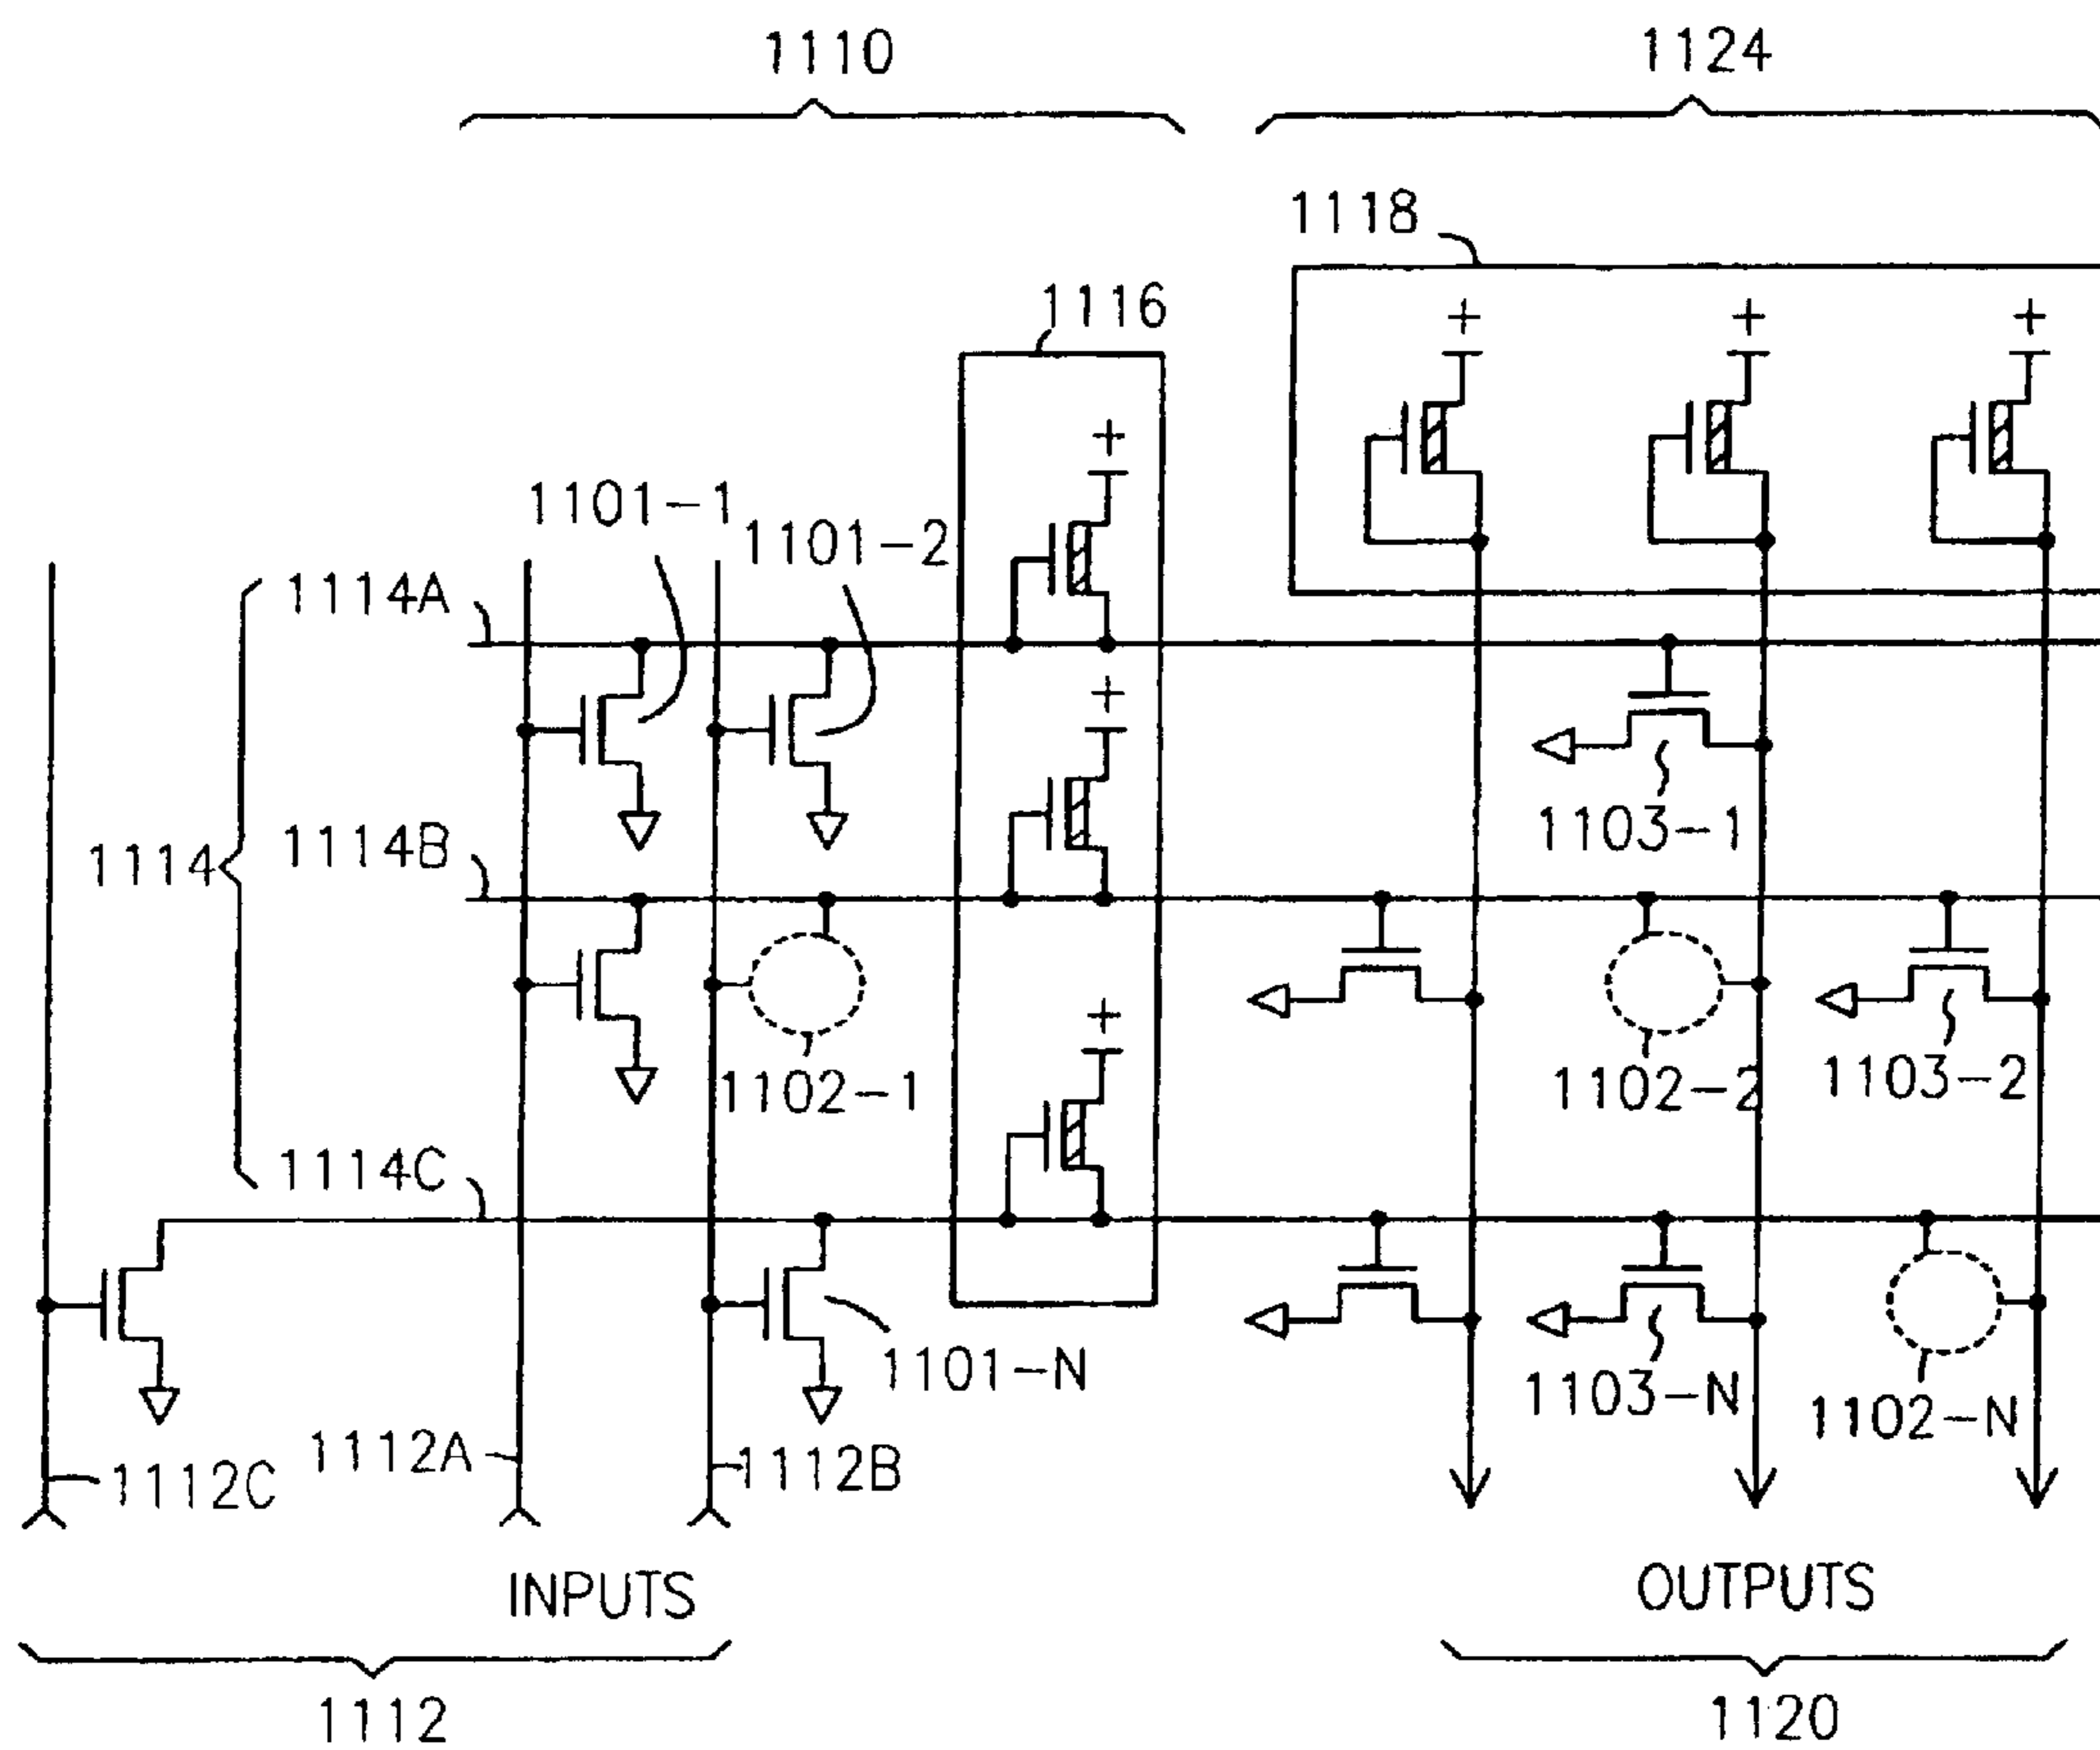 1110
1124
1118
+ + +
1116
+
1101-1
1101-2
1114A
+
1103-1
1114
1114B
+
1102-1
1102-2
1103-2
1114C
1101-N
1103-N
1102-N
1112A
1112B
1112C
INPUTS
OUTPUTS
1112
1120